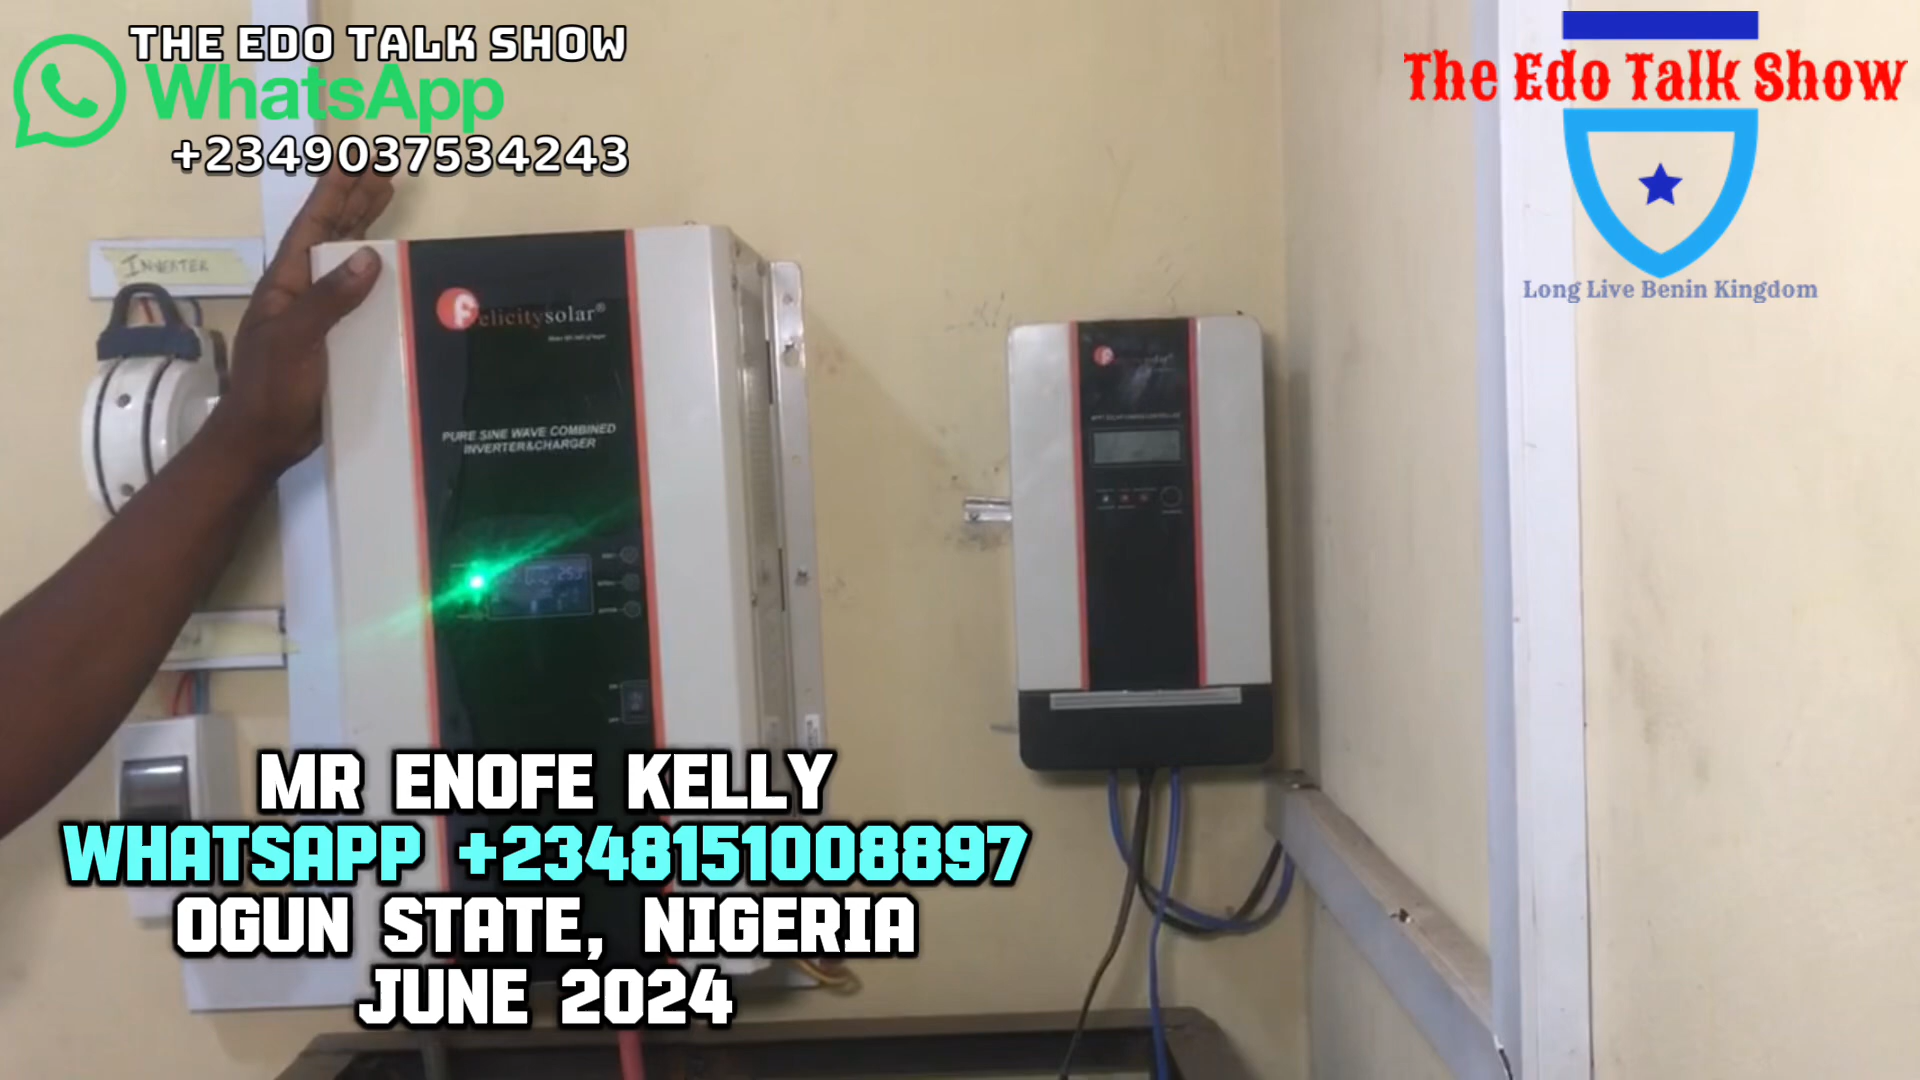 THE EDO TALK SHOW
WhatsApp
+2349037534243
The Edo Talk Show
Long Live Benin Kingdom
INVERTER
Felicitysolar®
PURE SINE WAVE COMBINED
INVERTER&CHARGER
MR ENOFE KELLY
WHATSAPP +2348151008897
OGUN STATE, NIGERIA
JUNE 2024